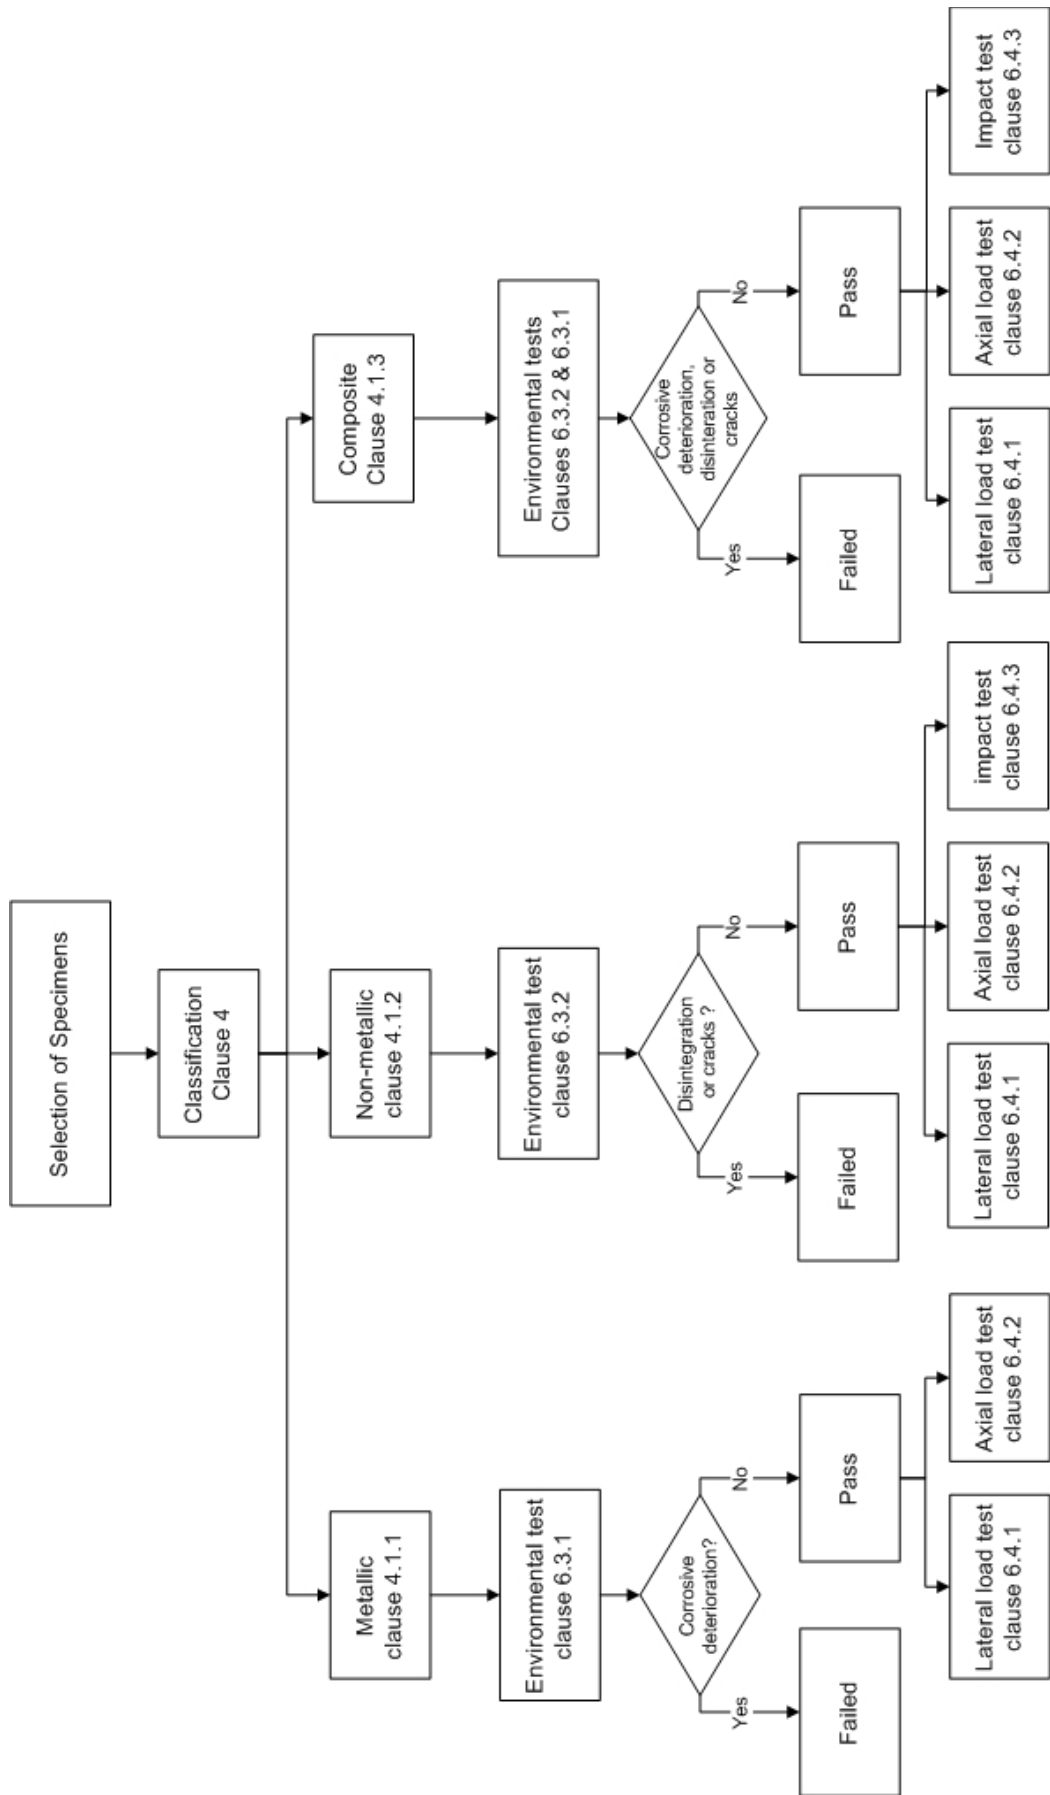 Selection of Specimens
Classification
Clause 4
Metallic
clause 4.1.1
Non-metallic
clause 4.1.2
Composite
Clause 4.1.3
Environmental test
clause 6.3.1
Environmental test
clause 6.3.2
Environmental tests
Clauses 6.3.2 & 6.3.1
Corrosive
deterioration?
Disintegration
or cracks ?
Corrosive
deterioration,
disinteration or
cracks
Yes
No
Yes
No
Yes
No
Failed
Pass
Failed
Pass
Failed
Pass
Lateral load test
clause 6.4.1
Axial load test
clause 6.4.2
Lateral load test
clause 6.4.1
Axial load test
clause 6.4.2
impact test
clause 6.4.3
Lateral load test
clause 6.4.1
Axial load test
clause 6.4.2
Impact test
clause 6.4.3